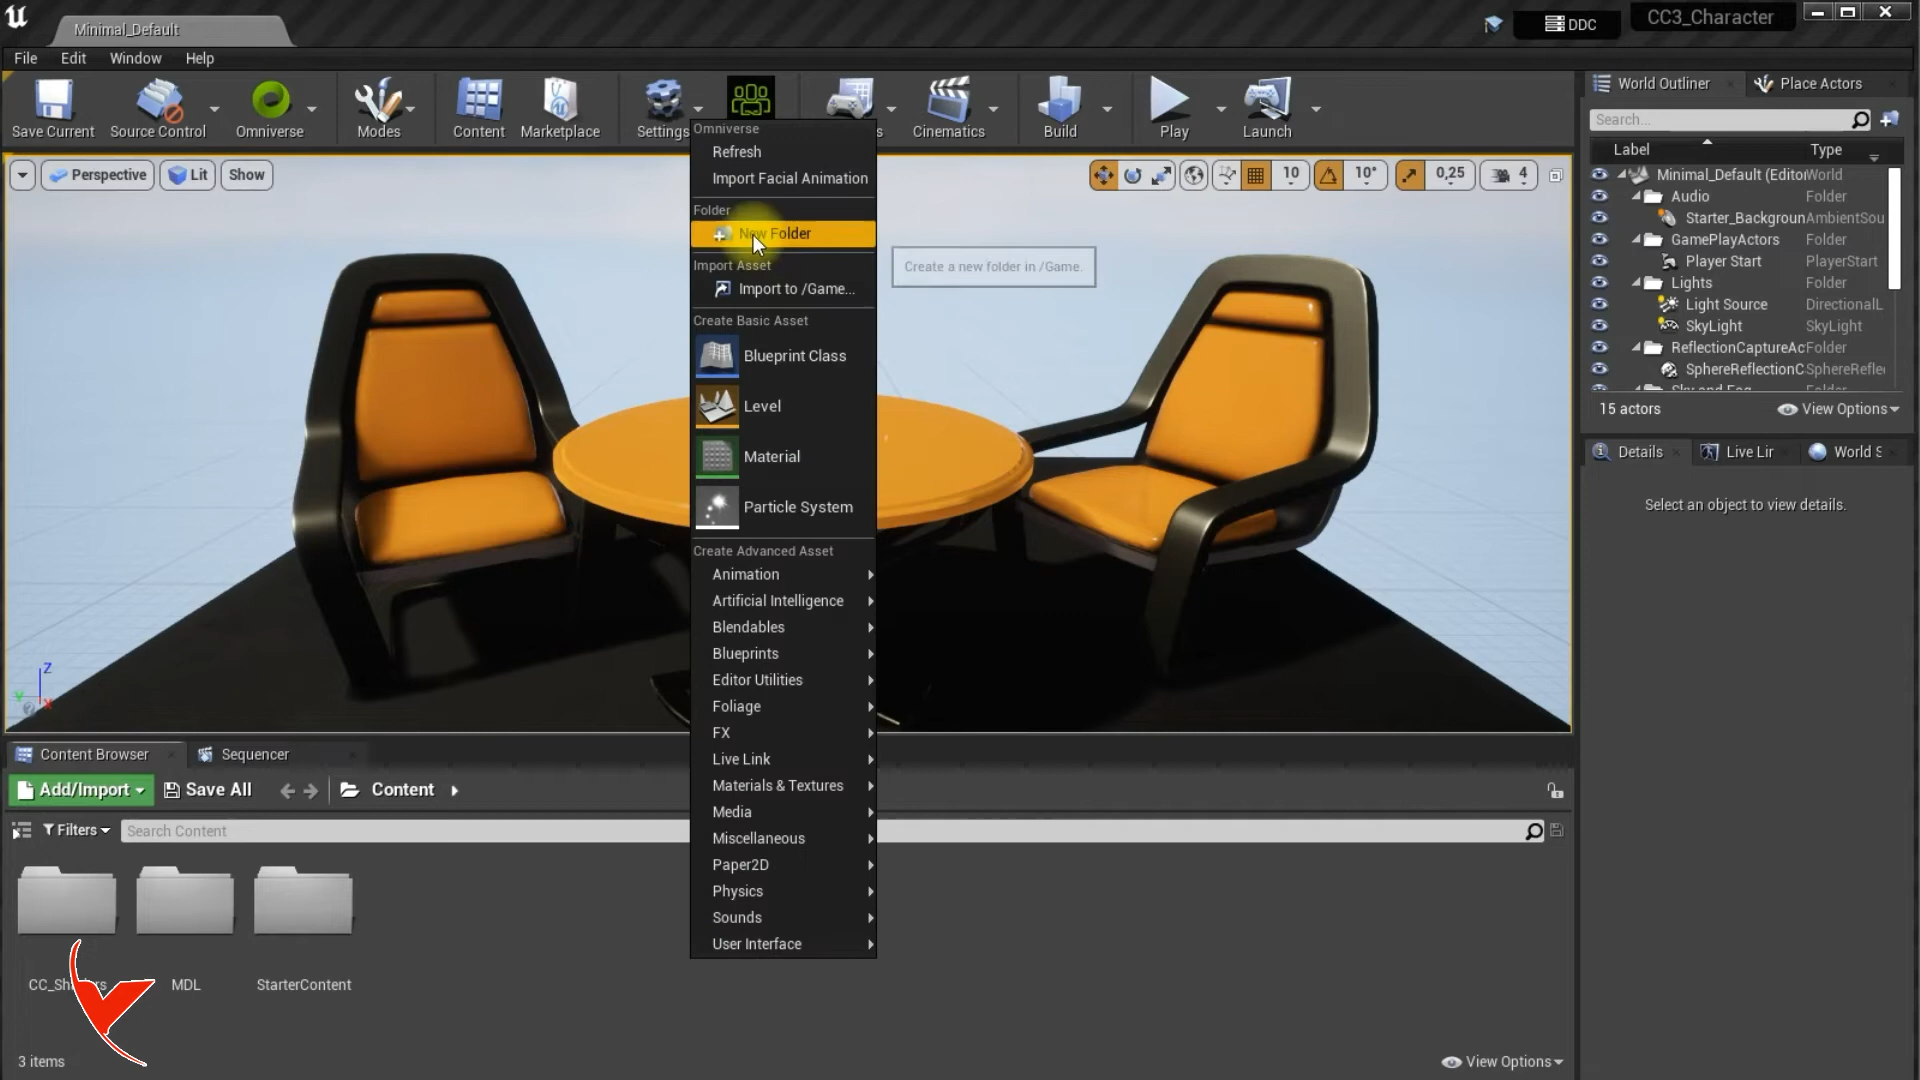 Minimal_Default
DDC
CC3_Character
File Edit Window Help
Save Current
Source Control
Omniverse
Modes
Content
Marketplace
Settings
Cinematics
Build
Play
Launch
World Outliner
Place Actors
Search...
Label Type
Minimal_Default (Editor World
Audio Folder
Starter_Backgroun AmbientSou
GamePlayActors Folder
Player Start PlayerStart
Lights Folder
Light Source DirectionalL
SkyLight SkyLight
ReflectionCaptureAc Folder
SphereReflectionC SphereReflec
Sky and Fog Folder
15 actors
View Options
Details
Live Lir
World S
Select an object to view details.
Perspective
Lit
Show
10
10°
0,25
4
Omniverse
Refresh
Import Facial Animation
Folder
New Folder
Create a new folder in /Game.
Import Asset
Import to /Game...
Create Basic Asset
Blueprint Class
Level
Material
Particle System
Create Advanced Asset
Animation
Artificial Intelligence
Blendables
Blueprints
Editor Utilities
Foliage
FX
Live Link
Materials & Textures
Media
Miscellaneous
Paper2D
Physics
Sounds
User Interface
Z
Y
X
Content Browser
Sequencer
Add/Import
Save All
Content
Filters
Search Content
MDL
StarterContent
3 items
View Options